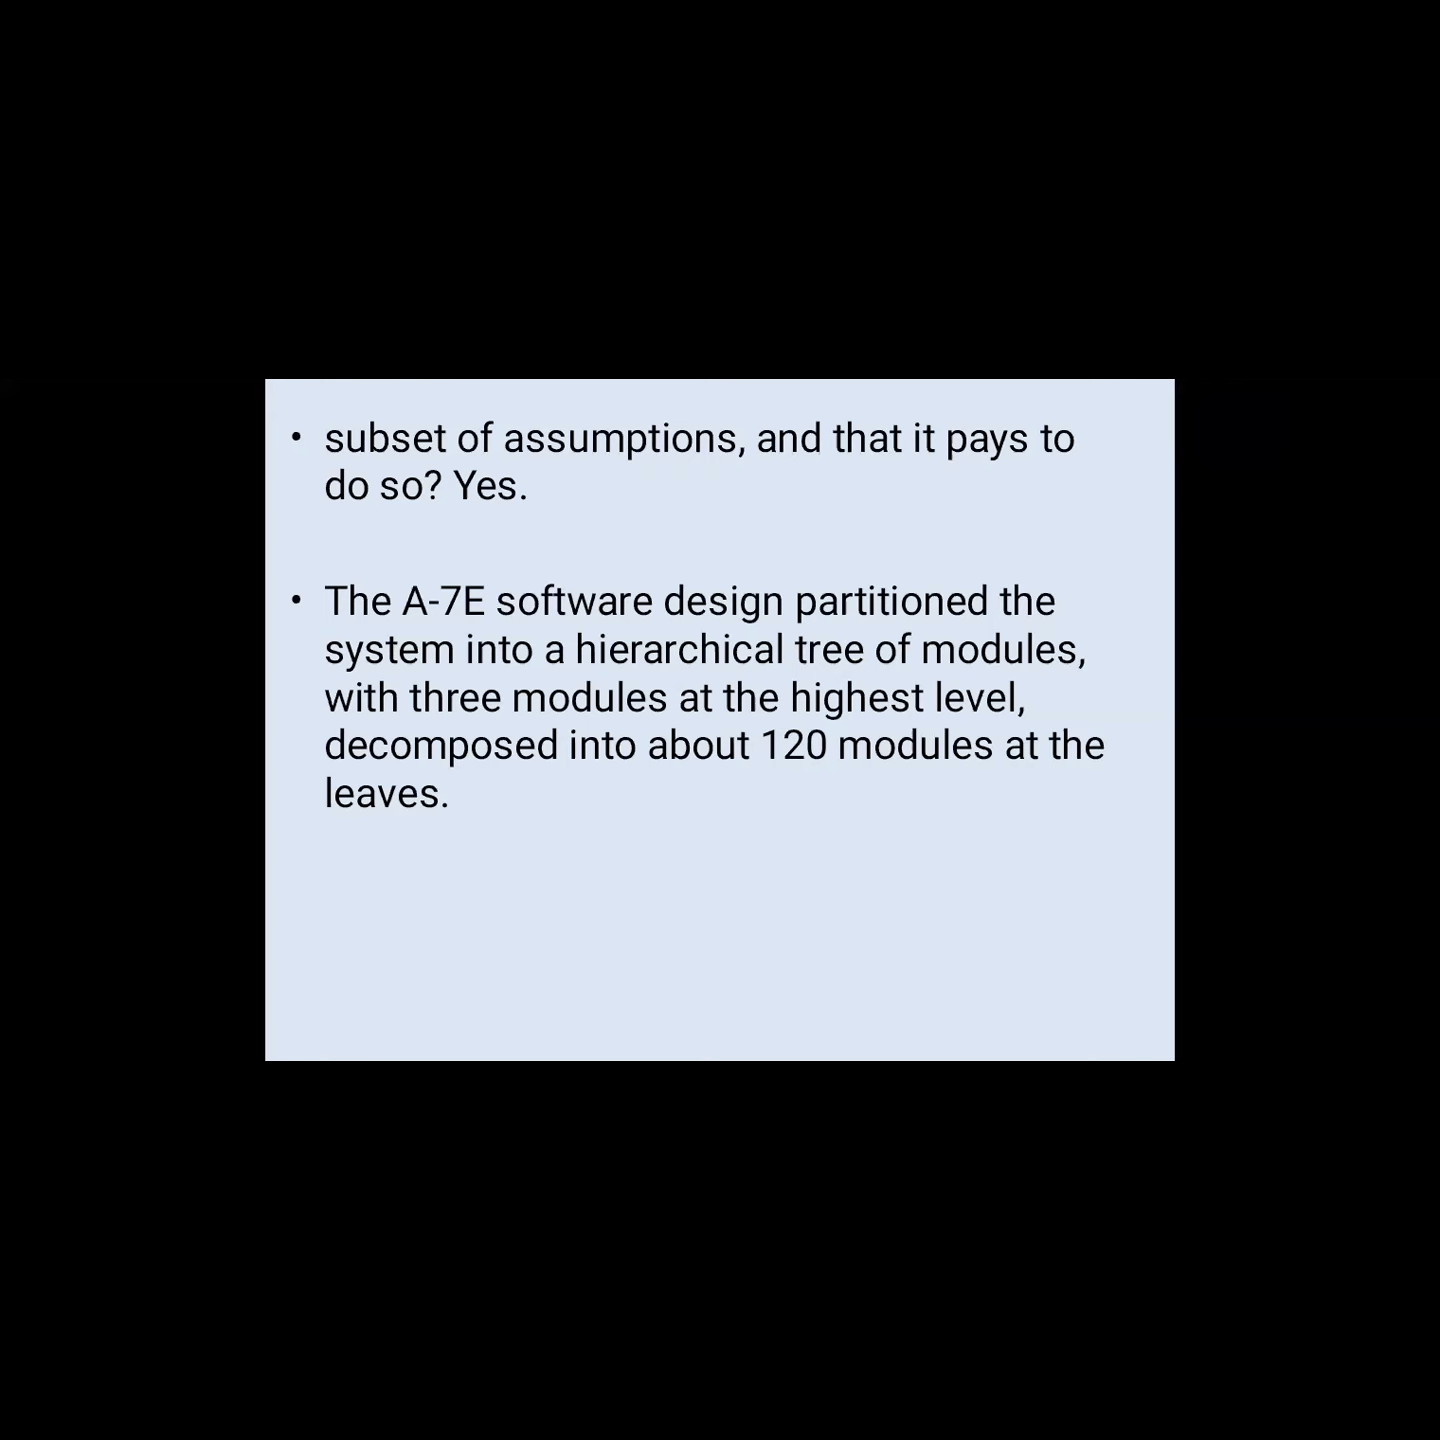 • subset of assumptions, and that it pays to
do so? Yes.
• The A-7E software design partitioned the
system into a hierarchical tree of modules,
with three modules at the highest level,
decomposed into about 120 modules at the
leaves.